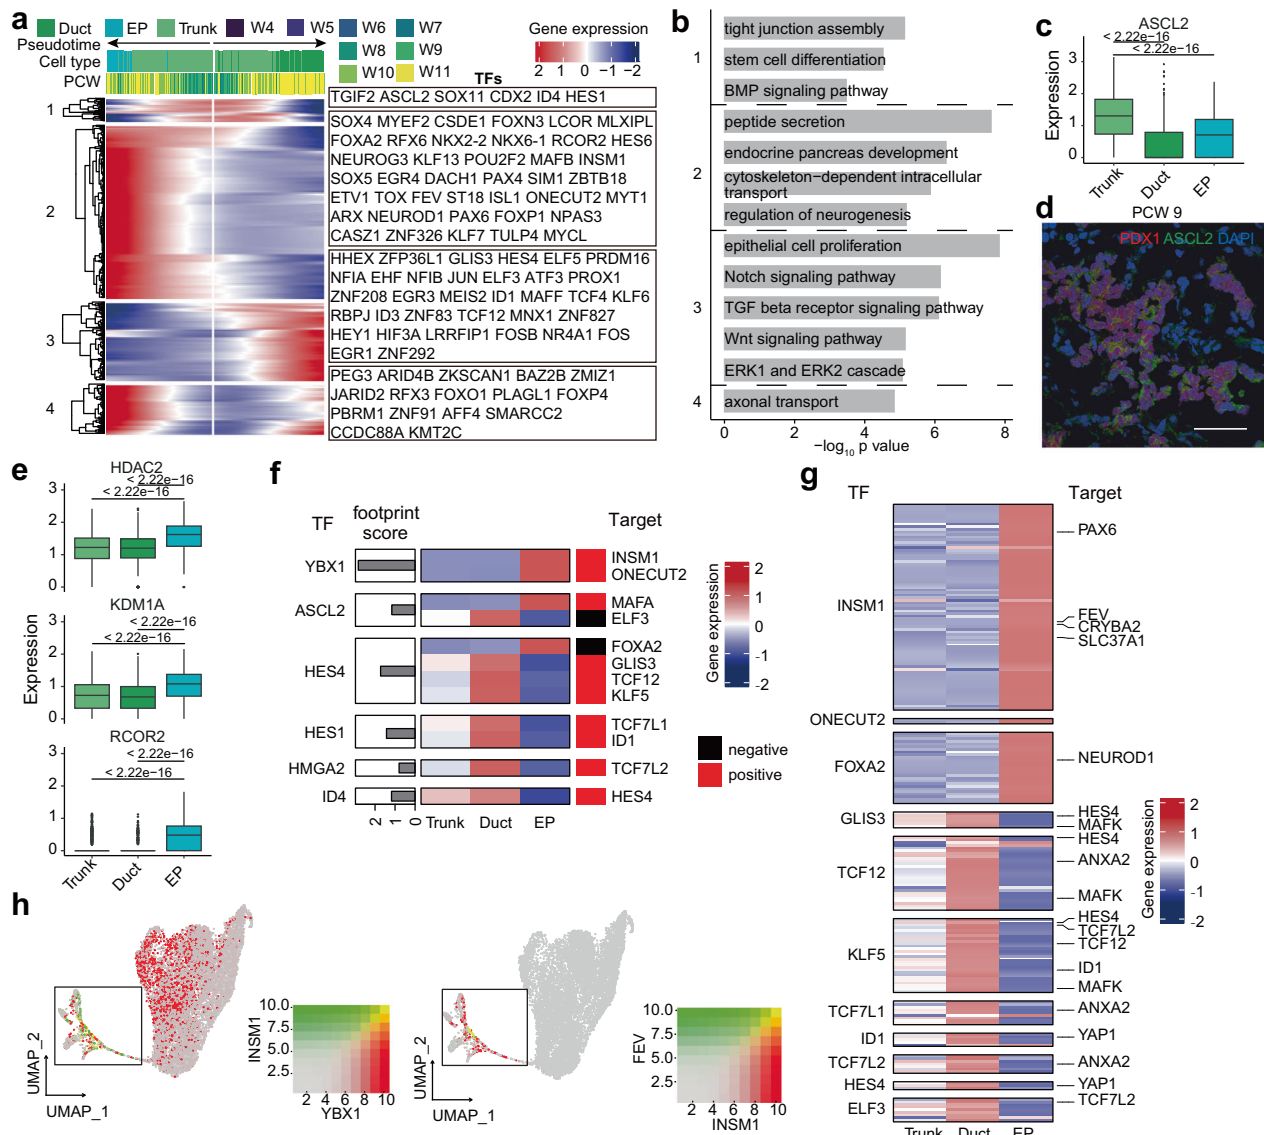 a
Duct EP Trunk W4 W5 W6 W7
W8 W9
W10 W11
Pseudotime
Cell type
PCW
Gene expression
2 1 0 −1 −2
TFs
1
TGIF2 ASCL2 SOX11 CDX2 ID4 HES1
2
SOX4 MYEF2 CSDE1 FOXN3 LCOR MLXIPL
FOXA2 RFX6 NKX2-2 NKX6-1 RCOR2 HES6
NEUROG3 KLF13 POU2F2 MAFB INSM1
SOX5 EGR4 DACH1 PAX4 SIM1 ZBTB18
ETV1 TOX FEV ST18 ISL1 ONECUT2 MYT1
ARX NEUROD1 PAX6 FOXP1 NPAS3
CASZ1 ZNF326 KLF7 TULP4 MYCL
3
HHEX ZFP36L1 GLIS3 HES4 ELF5 PRDM16
NFIA EHF NFIB JUN ELF3 ATF3 PROX1
ZNF208 EGR3 MEIS2 ID1 MAFF TCF4 KLF6
RBPJ ID3 ZNF83 TCF12 MNX1 ZNF827
HEY1 HIF3A LRRFIP1 FOSB NR4A1 FOS
EGR1 ZNF292
4
PEG3 ARID4B ZKSCAN1 BAZ2B ZMIZ1
JARID2 RFX3 FOXO1 PLAGL1 FOXP4
PBRM1 ZNF91 AFF4 SMARCC2
CCDC88A KMT2C
b
1
tight junction assembly
stem cell differentiation
BMP signaling pathway
2
peptide secretion
endocrine pancreas development
cytoskeleton−dependent intracellular
transport
regulation of neurogenesis
3
epithelial cell proliferation
Notch signaling pathway
TGF beta receptor signaling pathway
Wnt signaling pathway
ERK1 and ERK2 cascade
4
axonal transport
0 2 4 6 8
−log10 p value
c
ASCL2
< 2.22e−16
< 2.22e−16
Expression
3
2
1
0
Trunk Duct EP
d
PCW 9
PDX1 ASCL2 DAPI
e
HDAC2
< 2.22e−16
< 2.22e−16
3
2
1
0
KDM1A
< 2.22e−16
< 2.22e−16
3
2
1
0
Expression
RCOR2
< 2.22e−16
< 2.22e−16
3
2
1
0
Trunk Duct EP
f
TF footprint score Target
YBX1 INSM1
ONECUT2
ASCL2 MAFA
ELF3
HES4 FOXA2
GLIS3
TCF12
KLF5
HES1 TCF7L1
ID1
HMGA2 TCF7L2
ID4 HES4
2 1 0
Trunk Duct EP
Gene expression
2
1
0
-1
-2
negative
positive
g
TF Target
INSM1
PAX6
FEV
CRYBA2
SLC37A1
ONECUT2
FOXA2 NEUROD1
GLIS3 HES4
MAFK
TCF12 HES4
ANXA2
MAFK
KLF5 HES4
TCF7L2
TCF12
ID1
MAFK
TCF7L1 ANXA2
ID1 YAP1
TCF7L2 ANXA2
HES4 YAP1
ELF3 TCF7L2
Trunk Duct EP
Gene expression
2
1
0
-1
-2
h
UMAP_2
UMAP_1
INSM1
10.0
7.5
5.0
2.5
2 4 6 8 10
YBX1
UMAP_2
UMAP_1
FEV
10.0
7.5
5.0
2.5
2 4 6 8 10
INSM1